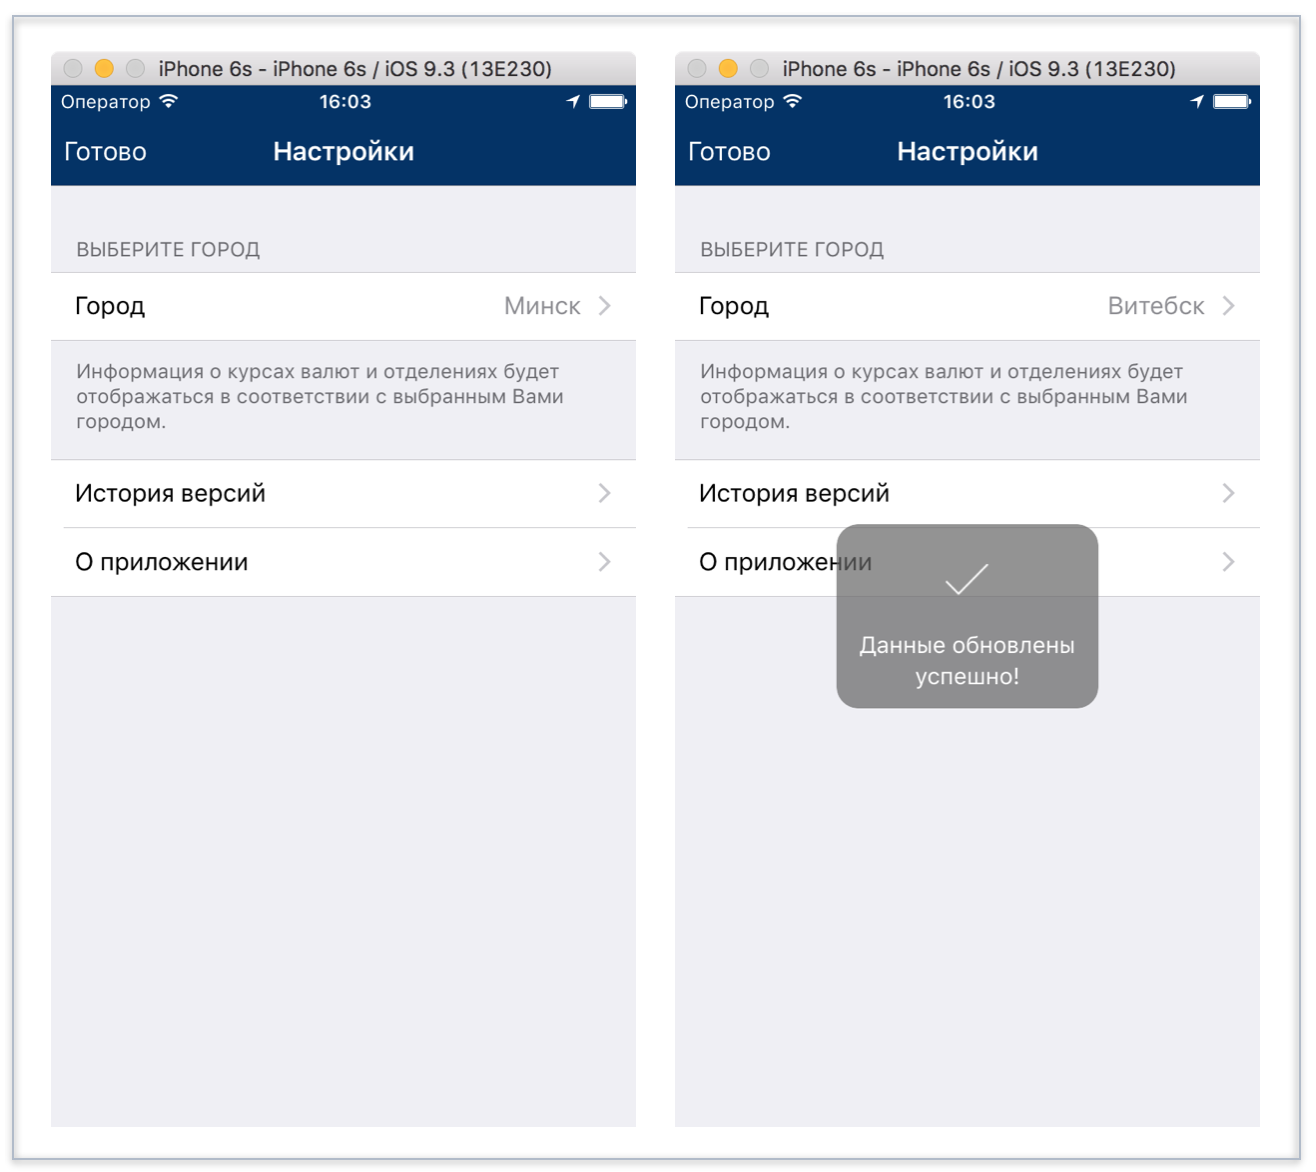 iPhone 6s - iPhone 6s / iOS 9.3 (13E230)
Оператор 16:03
Готово Настройки
ВЫБЕРИТЕ ГОРОД
Город Минск
Информация о курсах валют и отделениях будет
отображаться в соответствии с выбранным Вами
городом.
История версий
О приложении
iPhone 6s - iPhone 6s / iOS 9.3 (13E230)
Оператор 16:03
Готово Настройки
ВЫБЕРИТЕ ГОРОД
Город Витебск
Информация о курсах валют и отделениях будет
отображаться в соответствии с выбранным Вами
городом.
История версий
О приложении
Данные обновлены
успешно!